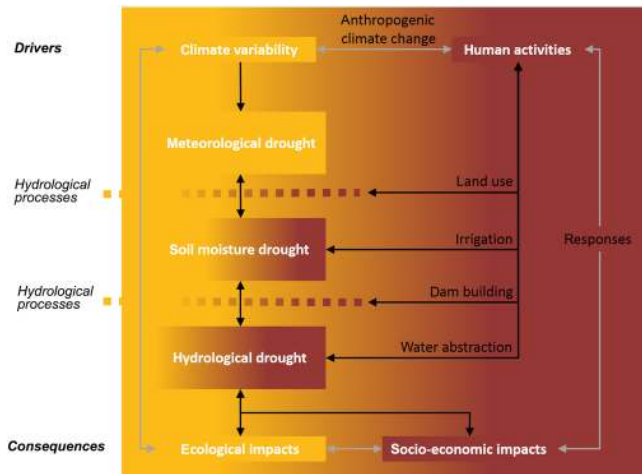 Drivers
Climate variability
Anthropogenic
climate change
Human activities
Meteorological drought
Hydrological
processes
Land use
Soil moisture drought
Irrigation
Responses
Hydrological
processes
Dam building
Hydrological drought
Water abstraction
Consequences
Ecological impacts
Socio-economic impacts